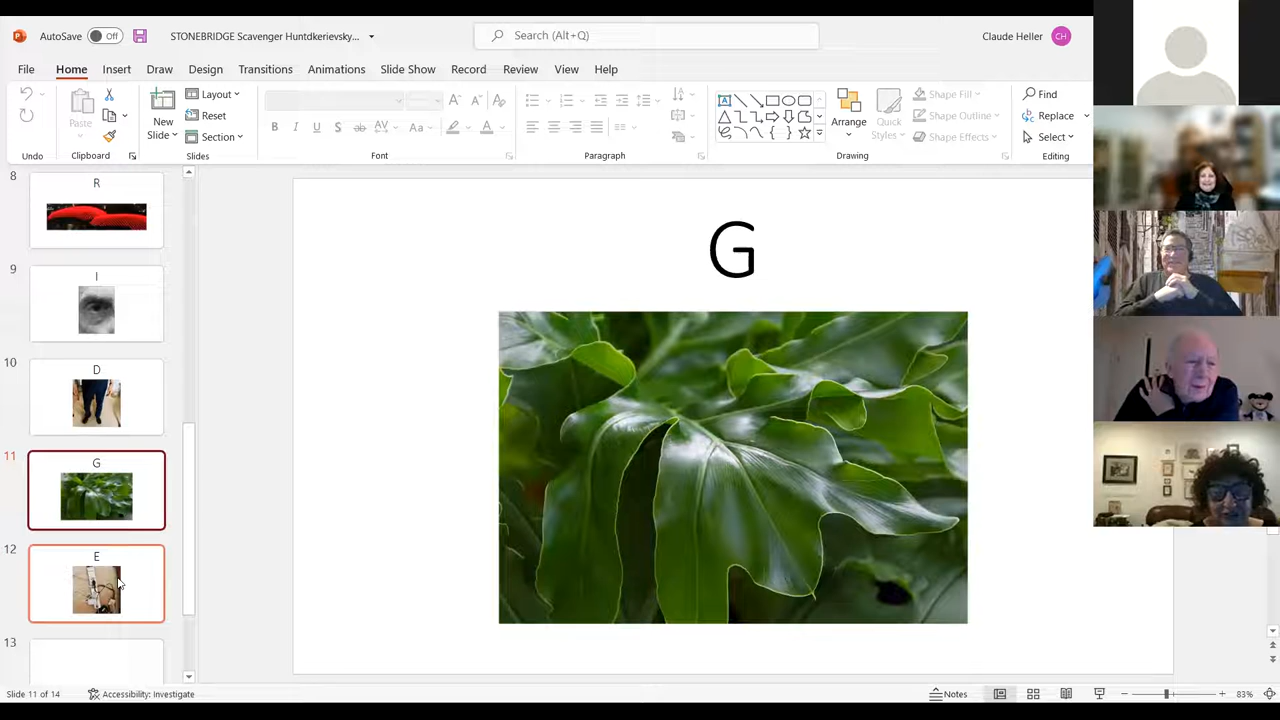 AutoSave Off STONEBRIDGE Scavenger Huntdkerievsky... Search (Alt+Q) Claude Heller CH
File Home Insert Draw Design Transitions Animations Slide Show Record Review View Help
Paste
New Slide
Layout
Reset
Section
B I U S ab AV Aa A
Arrange
Quick Styles
Shape Fill
Shape Outline
Shape Effects
Find
Replace
Select
Undo Clipboard Slides Font Paragraph Drawing Editing
8 R
9 I
10 D
11 G
12 E
13
G
Slide 11 of 14 Accessibility: Investigate Notes 83%